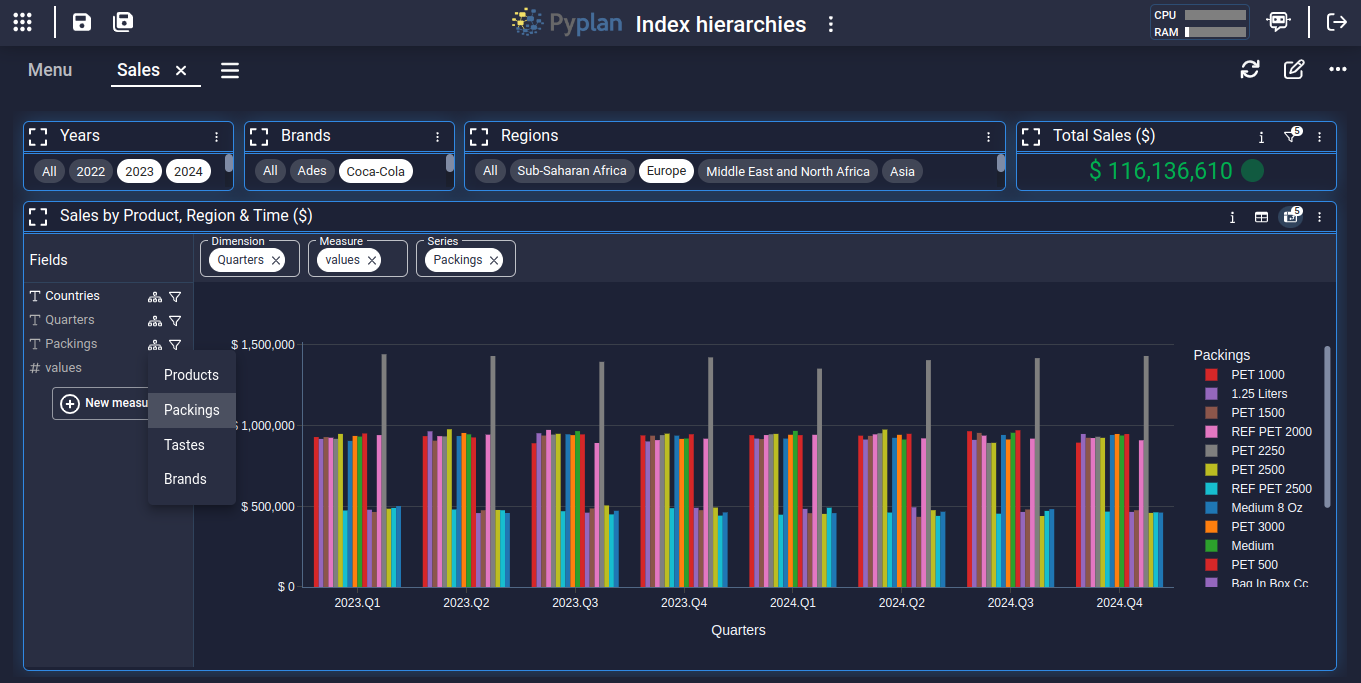 Pyplan Index hierarchies
CPU
RAM
Menu
Sales
Years
All 2022 2023 2024
Brands
All Ades Coca-Cola
Regions
All Sub-Saharan Africa Europe Middle East and North Africa Asia
Total Sales ($)
5
$ 116,136,610
Sales by Product, Region & Time ($)
5
Fields
Dimension
Quarters
Measure
values
Series
Packings
Countries
Quarters
Packings
# values
New measu
Products
Packings
Tastes
Brands
$ 1,500,000
$ 1,000,000
$ 500,000
$ 0
2023.Q1 2023.Q2 2023.Q3 2023.Q4 2024.Q1 2024.Q2 2024.Q3 2024.Q4
Quarters
Packings
PET 1000
1.25 Liters
PET 1500
REF PET 2000
PET 2250
PET 2500
REF PET 2500
Medium 8 Oz
PET 3000
Medium
PET 500
Bag In Box Cc